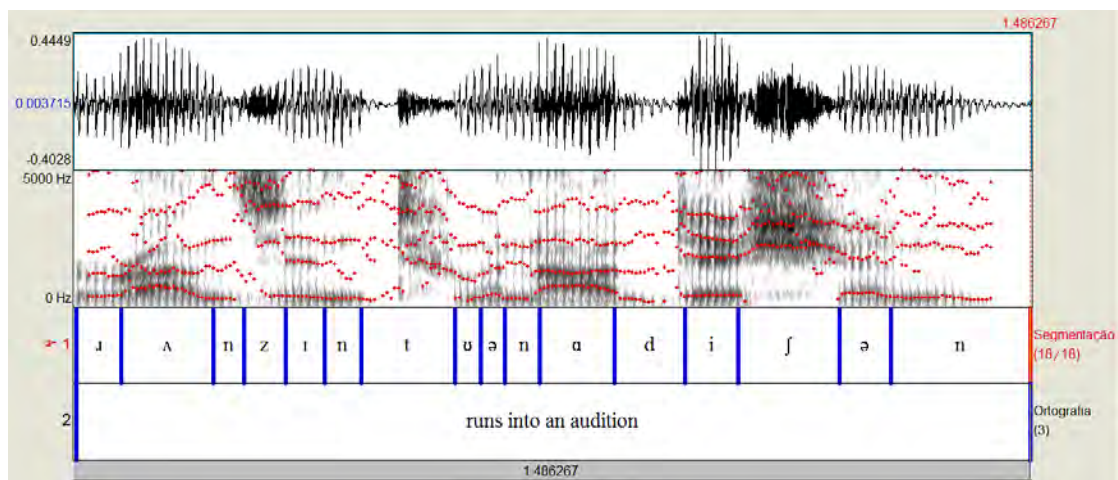 1.486267
0.4449
0.003715
-0.4028
5000 Hz
0 Hz
1 ɹ ʌ n z ɪ n t ʊ ə n ɑ d i ʃ ə n Segmentação (16/16)
2 runs into an audition Ortografia (3)
1.486267